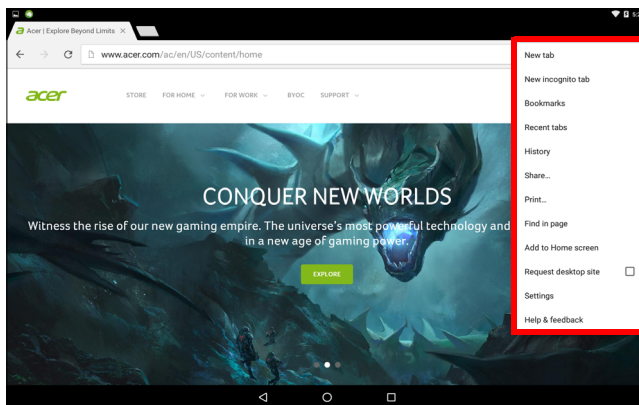 5:2
Acer | Explore Beyond Limits
www.acer.com/ac/en/US/content/home
acer
STORE FOR HOME FOR WORK BYOC SUPPORT
CONQUER NEW WORLDS
Witness the rise of our new gaming empire. The universe's most powerful technology and
in a new age of gaming power.
EXPLORE
New tab
New incognito tab
Bookmarks
Recent tabs
History
Share...
Print...
Find in page
Add to Home screen
Request desktop site
Settings
Help & feedback